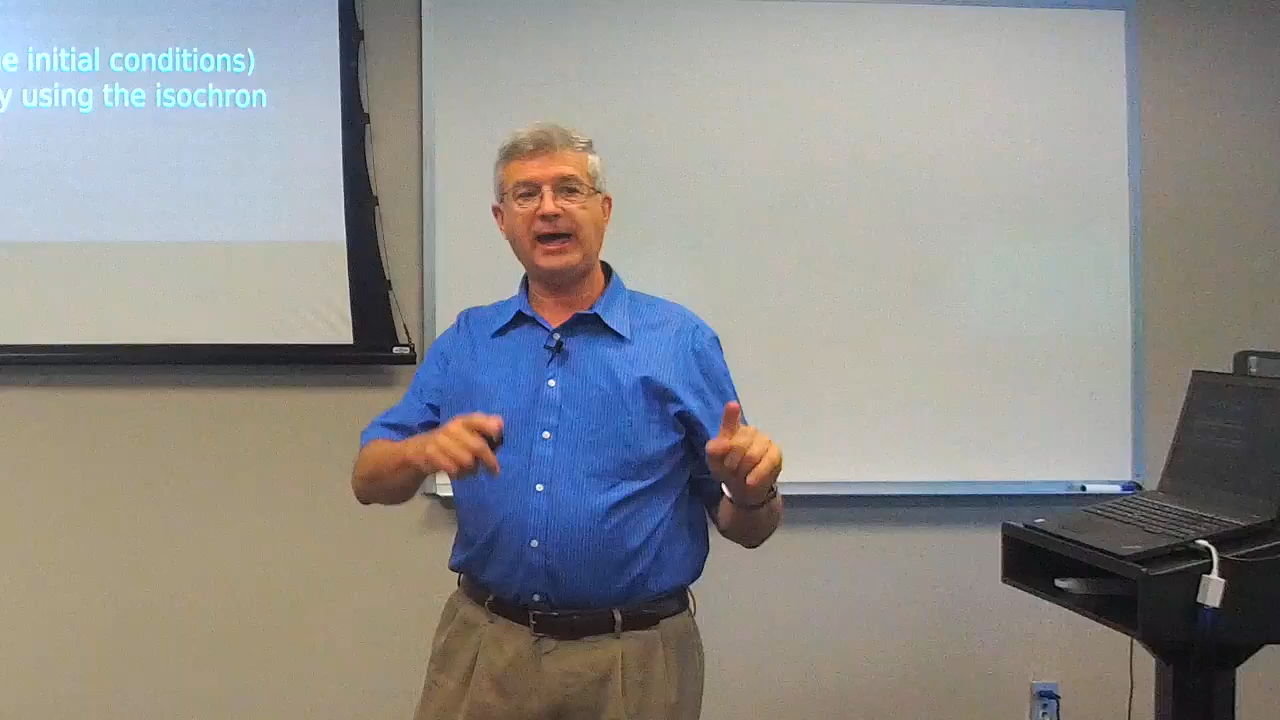 e initial conditions)
y using the isochron